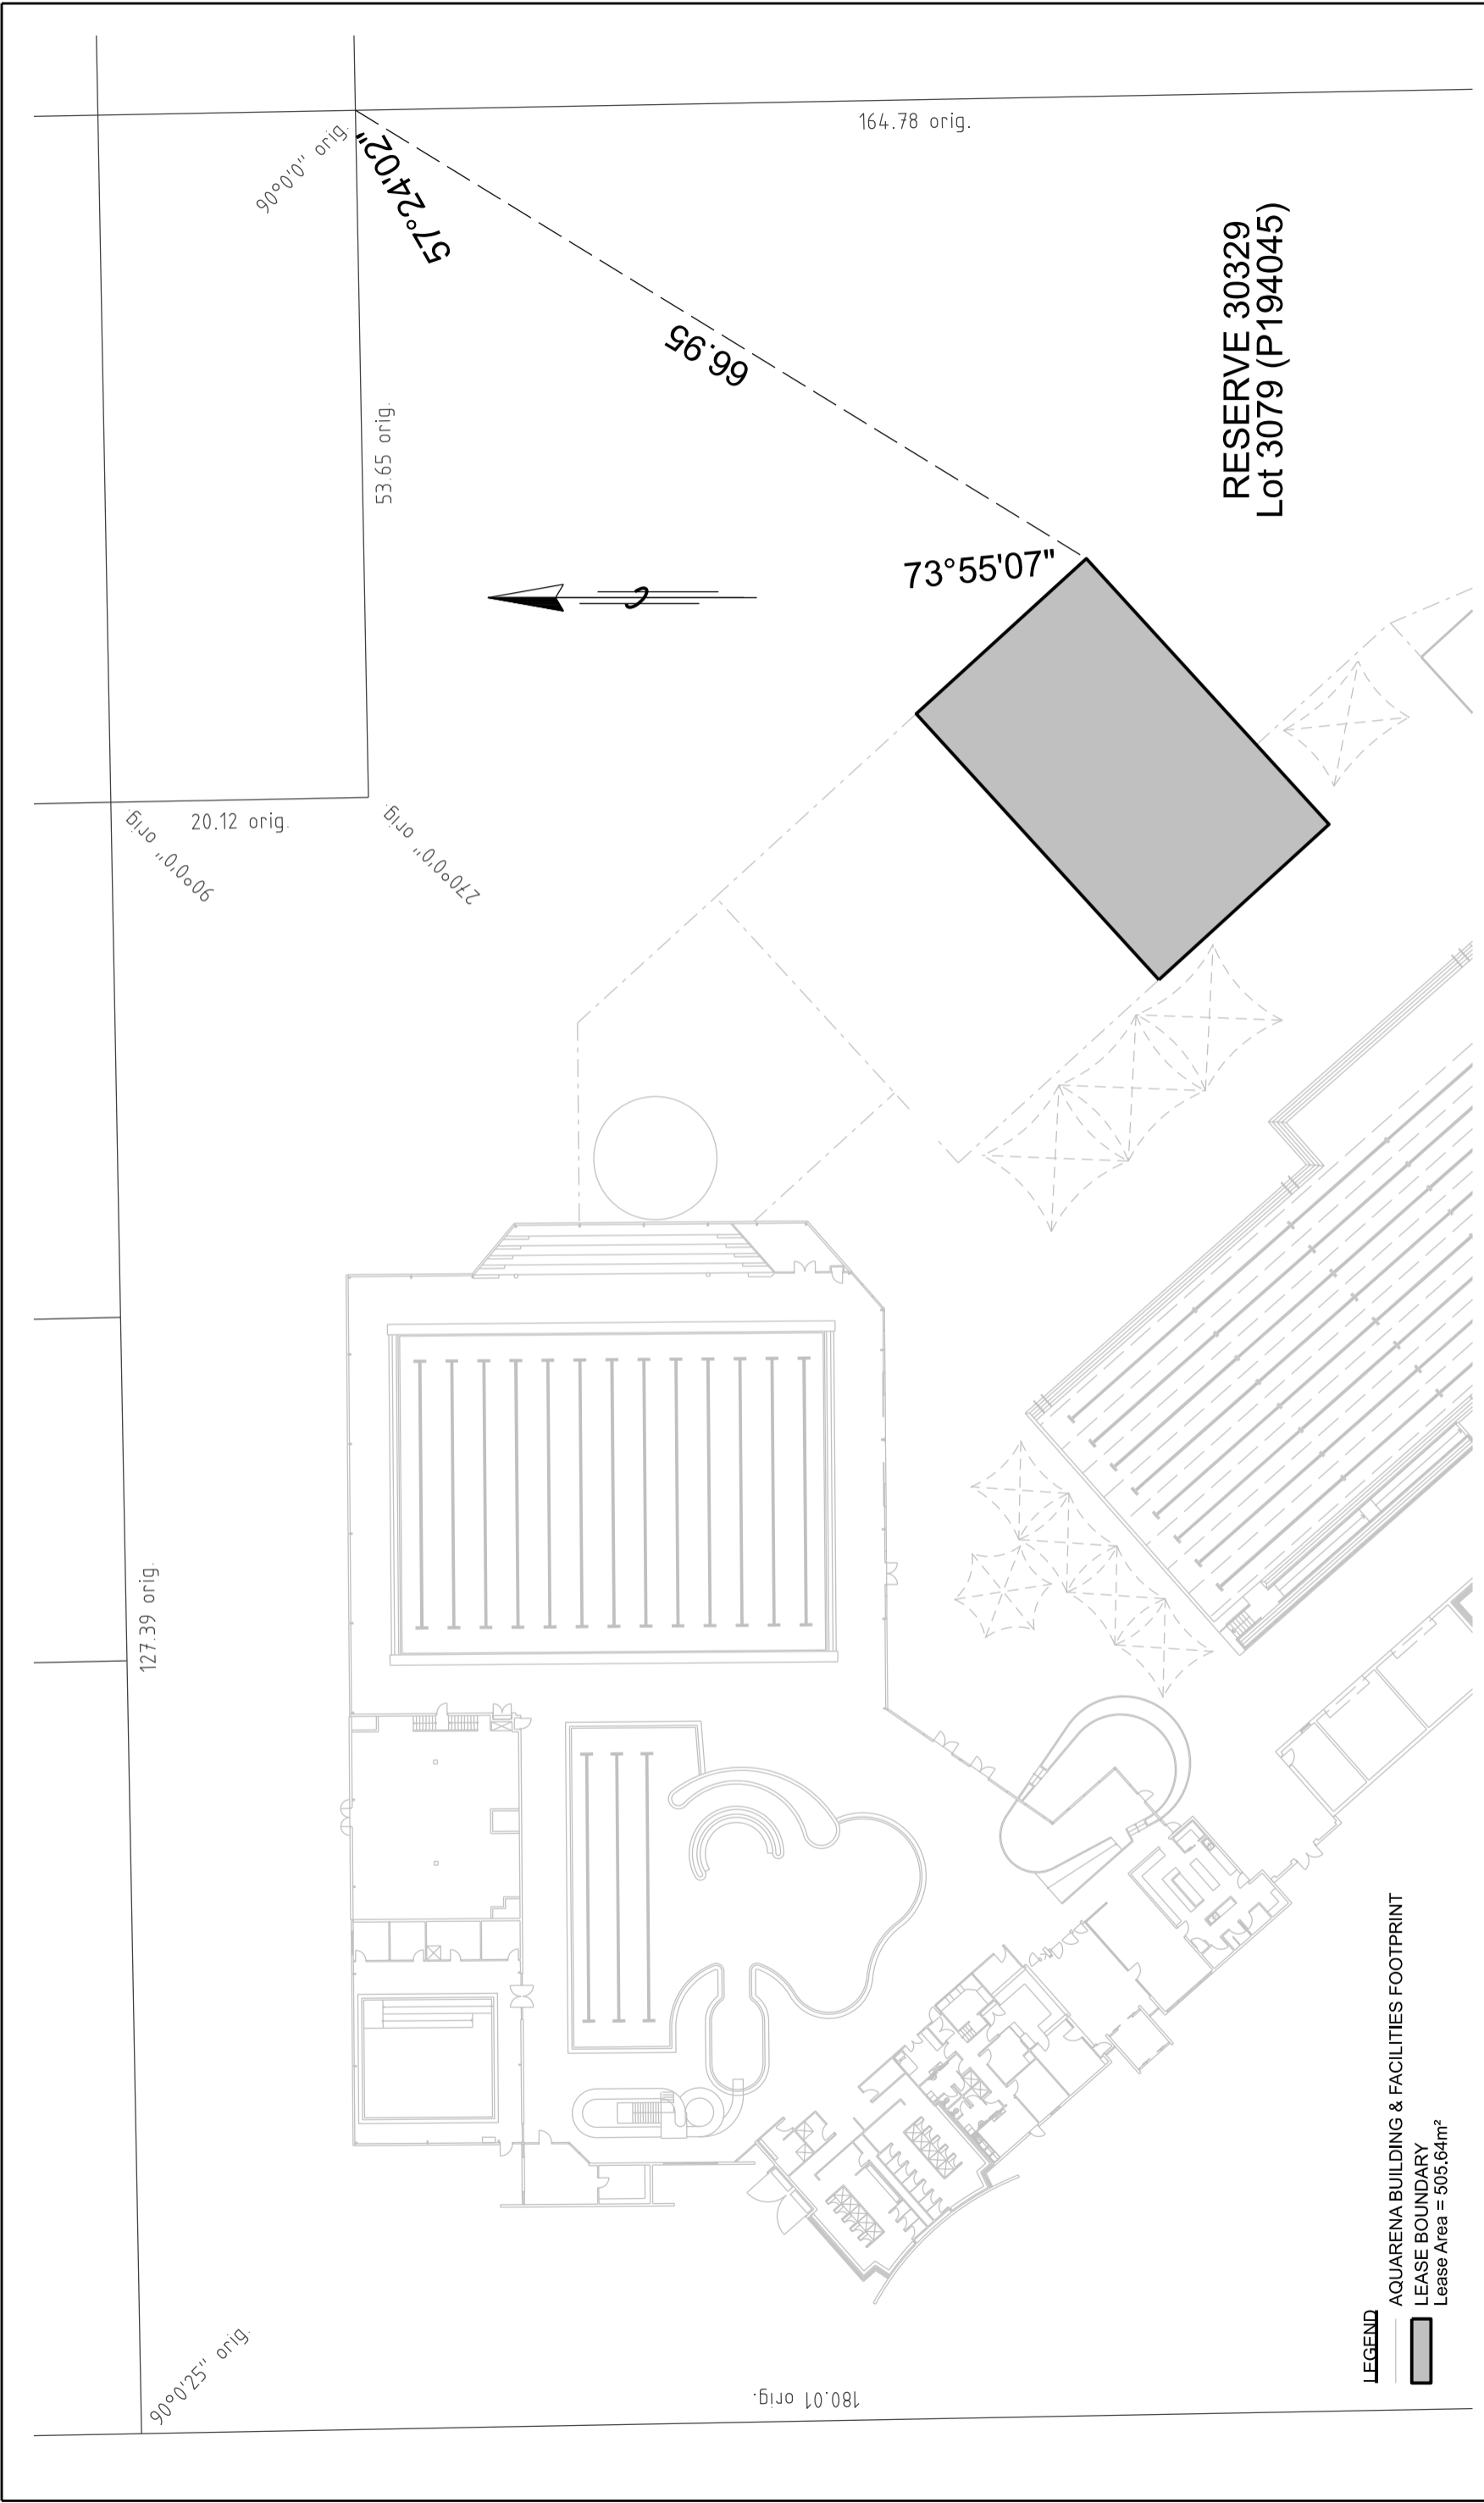 164.78 orig.
90°0'0" orig.
57°24'02"
66.95
53.65 orig.
RESERVE 30329
Lot 3079 (P194045)
73°55'07"
20.12 orig.
90°0'0" orig.
270°0'0" orig.
127.39 orig.
90°0'25" orig.
180.01 orig.
LEGEND
AQUARENA BUILDING & FACILITIES FOOTPRINT
LEASE BOUNDARY
Lease Area = 505.64m²